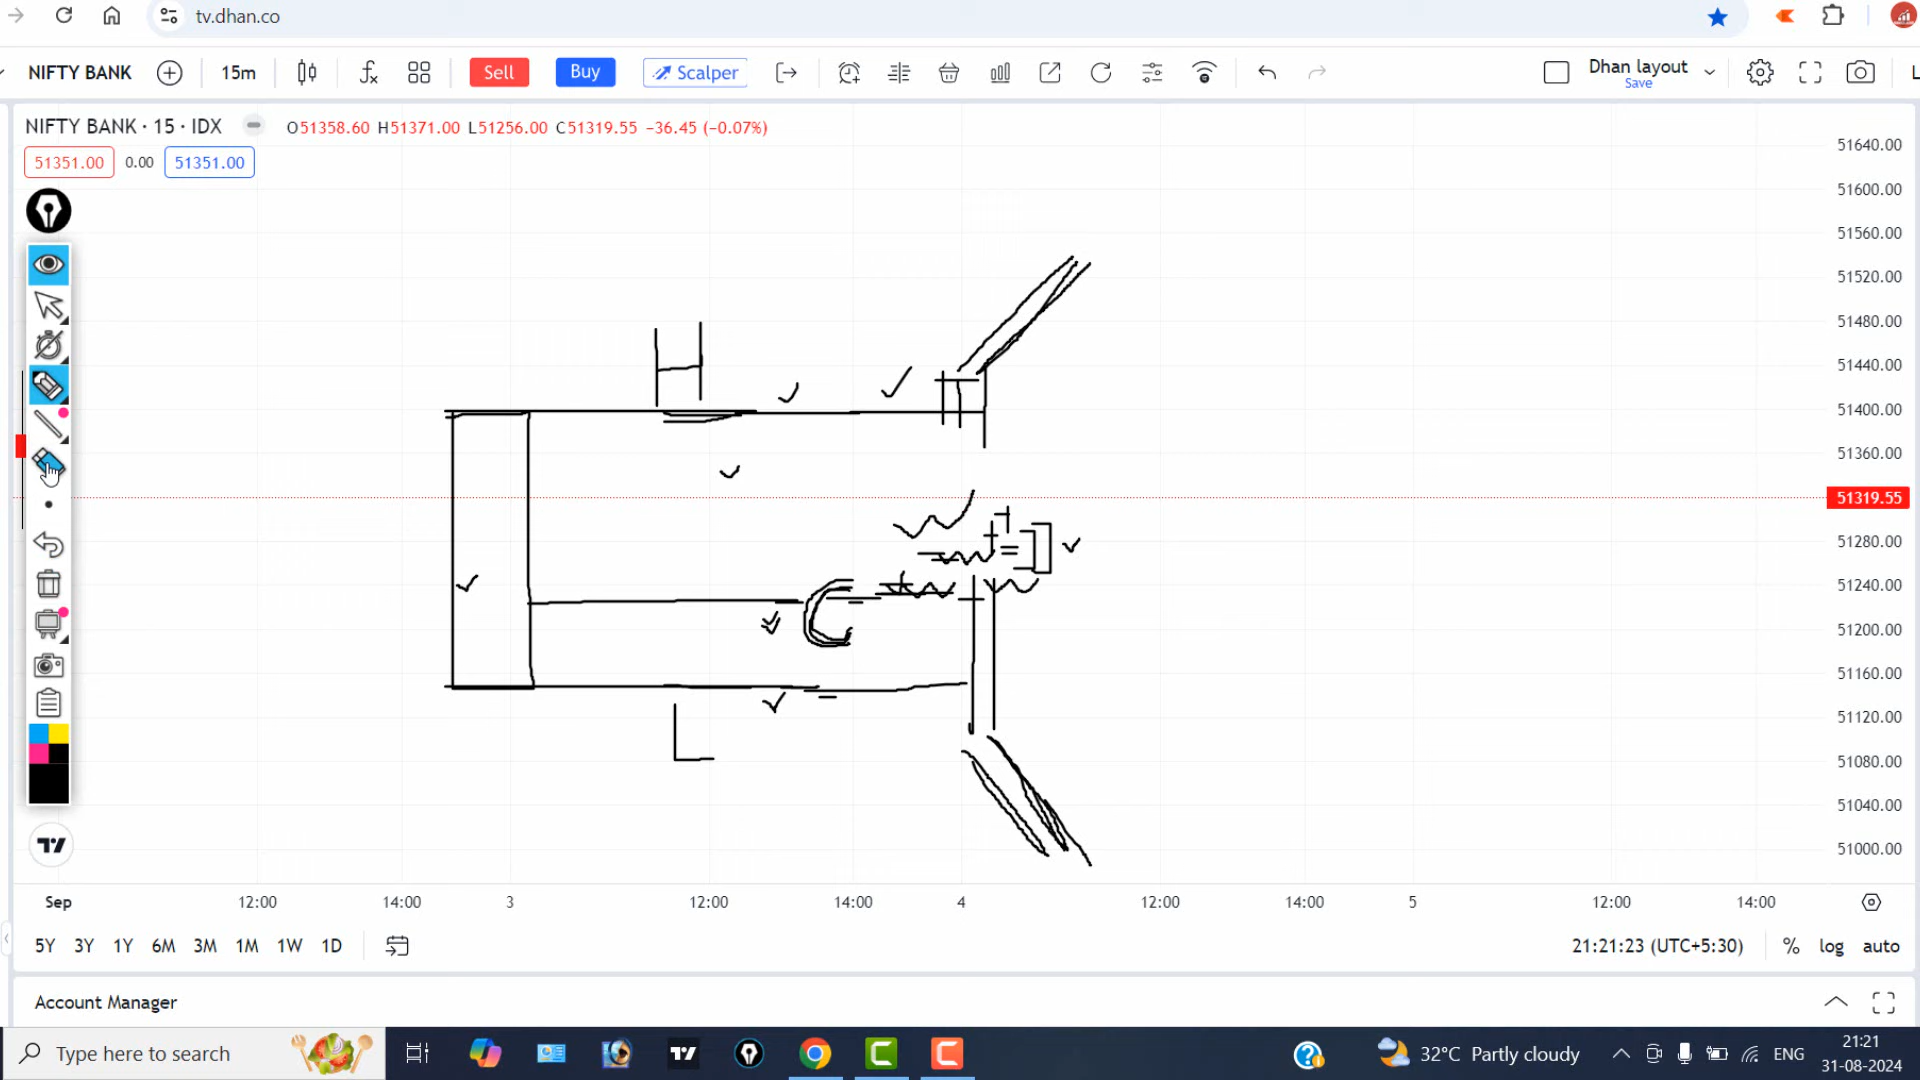 tv.dhan.co
NIFTY BANK 15m Sell Buy Scalper Dhan layout
Save
NIFTY BANK · 15 · IDX O51358.60 H51371.00 L51256.00 C51319.55 −36.45 (−0.07%)
51351.00 0.00 51351.00
51640.00
51600.00
51560.00
51520.00
51480.00
51440.00
51400.00
51360.00
51319.55
51280.00
51240.00
51200.00
51160.00
51120.00
51080.00
51040.00
51000.00
H
C
L
Sep 12:00 14:00 3 12:00 14:00 4 12:00 14:00 5 12:00 14:00
5Y 3Y 1Y 6M 3M 1M 1W 1D 21:21:23 (UTC+5:30) % log auto
Account Manager
Type here to search 32°C Partly cloudy ENG 21:21
31-08-2024